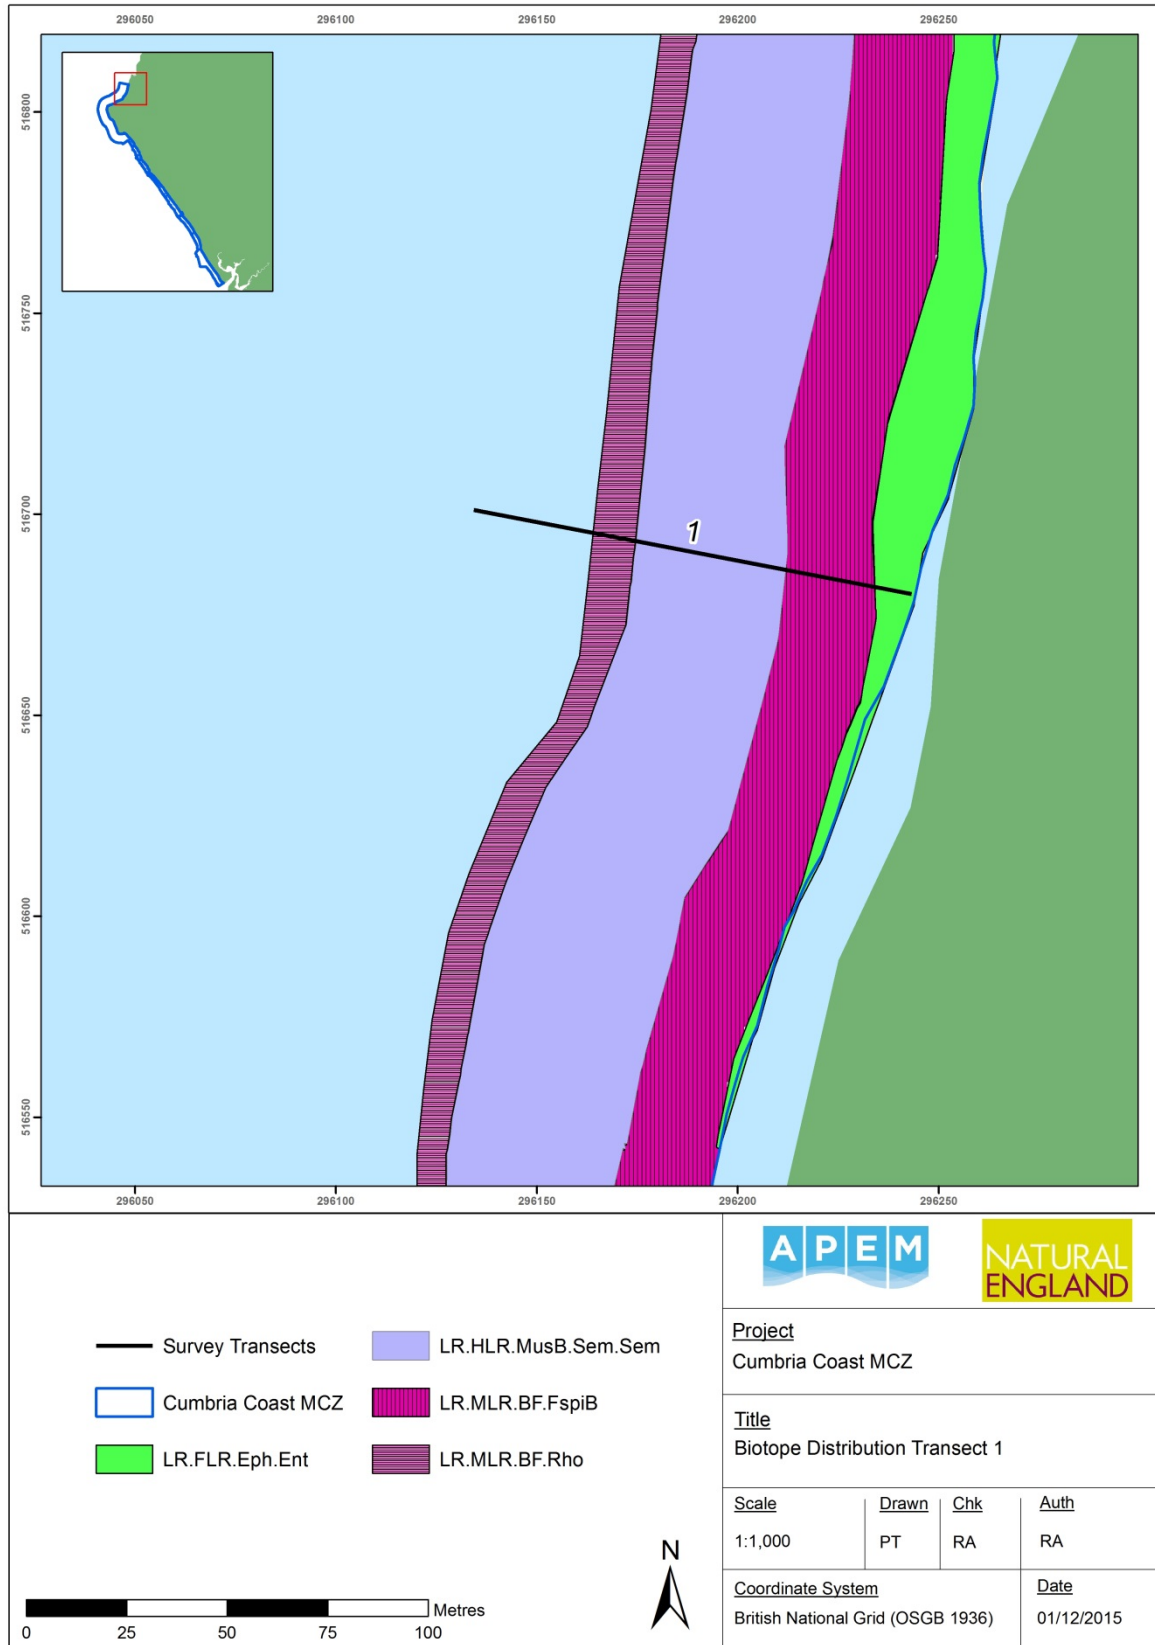 296050 296100 296150 296200 296250
516800
516750
516700
516650
516600
516550
1
296050 296100 296150 296200 296250
Survey Transects
Cumbria Coast MCZ
LR.FLR.Eph.Ent
LR.HLR.MusB.Sem.Sem
LR.MLR.BF.FspiB
LR.MLR.BF.Rho
N
Metres
0 25 50 75 100
APEM
NATURAL
ENGLAND
Project
Cumbria Coast MCZ
Title
Biotope Distribution Transect 1
Scale Drawn Chk Auth
1:1,000 PT RA RA
Coordinate System Date
British National Grid (OSGB 1936) 01/12/2015